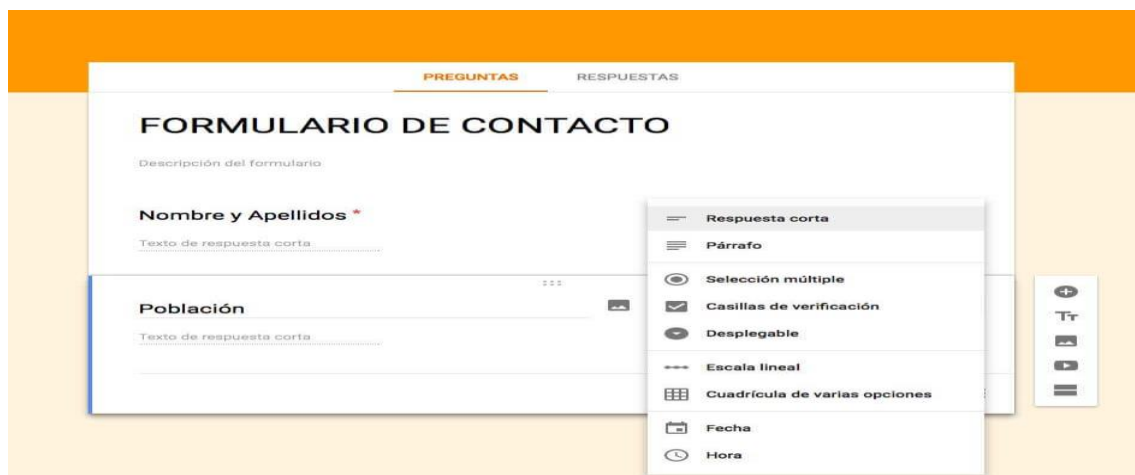 PREGUNTAS RESPUESTAS
FORMULARIO DE CONTACTO
Descripción del formulario
Nombre y Apellidos *
Texto de respuesta corta
Población
Texto de respuesta corta
Respuesta corta
Párrafo
Selección múltiple
Casillas de verificación
Desplegable
Escala lineal
Cuadrícula de varias opciones
Fecha
Hora
Tт